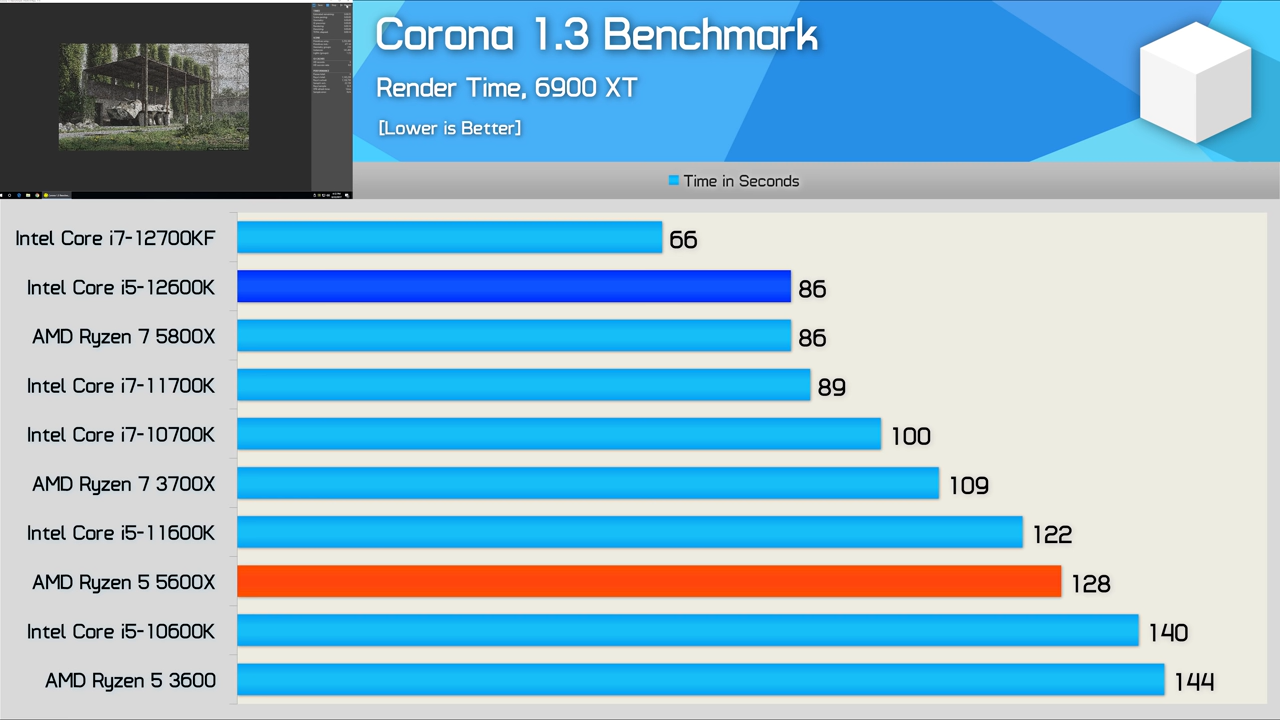 Corona 1.3 Benchmark
Render Time, 6900 XT
[Lower is Better]
Time in Seconds
Intel Core i7-12700KF 66
Intel Core i5-12600K 86
AMD Ryzen 7 5800X 86
Intel Core i7-11700K 89
Intel Core i7-10700K 100
AMD Ryzen 7 3700X 109
Intel Core i5-11600K 122
AMD Ryzen 5 5600X 128
Intel Core i5-10600K 140
AMD Ryzen 5 3600 144